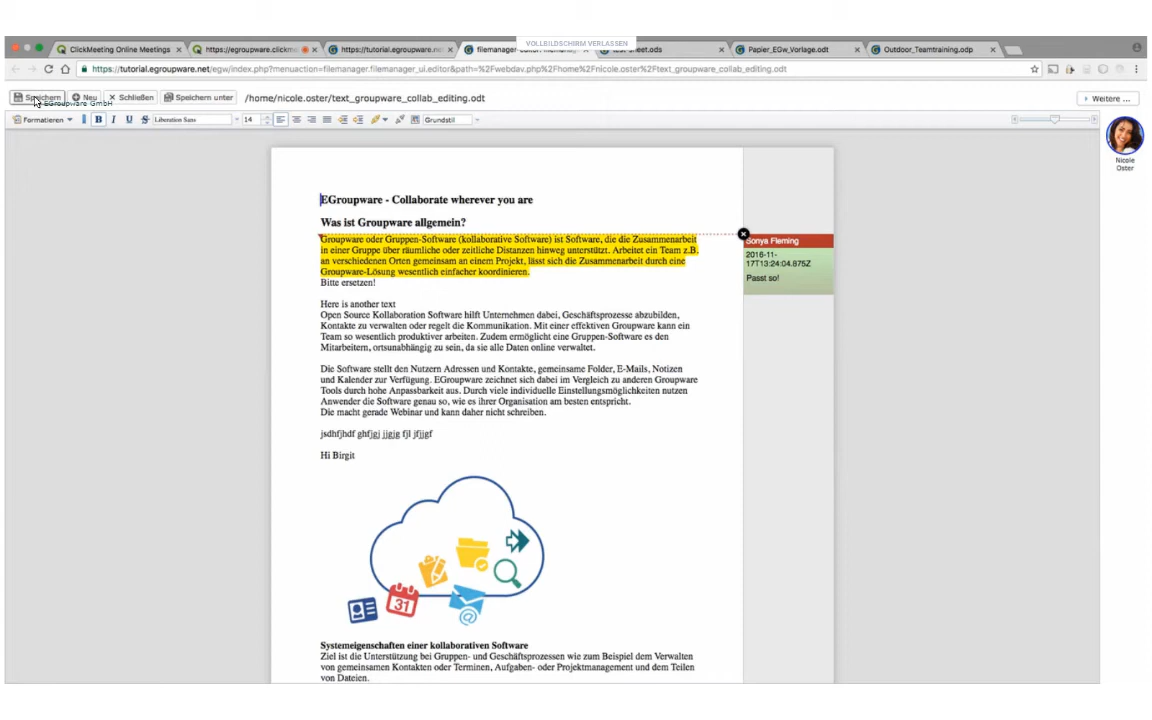 VOLLBILDSCHIRM VERLASSEN
ClickMeeting Online Meetings
https://egroupware.clickme
https://tutorial.egroupware.ne
filemanager-editor.filemanag
test-sheet.ods
Papier_EGw_Vorlage.odt
Outdoor_Teamtraining.odp
https://tutorial.egroupware.net/egw/index.php?menuaction=filemanager.filemanager_ui.editor&path=%2Fwebdav.php%2Fhome%2Fnicole.oster%2Ftext_groupware_collab_editing.odt
Speichern Neu Schließen Speichern unter /home/nicole.oster/text_groupware_collab_editing.odt Weitere ...
EGroupware GmbH
Formatieren B I U S Liberation Sans 14 Grundstil
Nicole
Oster
EGroupware - Collaborate wherever you are
Was ist Groupware allgemein?
Groupware oder Gruppen-Software (kollaborative Software) ist Software, die die Zusammenarbeit
in einer Gruppe über räumliche oder zeitliche Distanzen hinweg unterstützt. Arbeitet ein Team z.B.
an verschiedenen Orten gemeinsam an einem Projekt, lässt sich die Zusammenarbeit durch eine
Groupware-Lösung wesentlich einfacher koordinieren.
Bitte ersetzen!
Sonya Fleming
2016-11-
17T13:24:04.875Z
Passt so!
Here is another text
Open Source Kollaboration Software hilft Unternehmen dabei, Geschäftsprozesse abzubilden,
Kontakte zu verwalten oder regelt die Kommunikation. Mit einer effektiven Groupware kann ein
Team so wesentlich produktiver arbeiten. Zudem ermöglicht eine Gruppen-Software es den
Mitarbeitern, ortsunabhängig zu sein, da sie alle Daten online verwaltet.
Die Software stellt den Nutzern Adressen und Kontakte, gemeinsame Folder, E-Mails, Notizen
und Kalender zur Verfügung. EGroupware zeichnet sich dabei im Vergleich zu anderen Groupware
Tools durch hohe Anpassbarkeit aus. Durch viele individuelle Einstellungsmöglichkeiten nutzen
Anwender die Software genau so, wie es ihrer Organisation am besten entspricht.
Die macht gerade Webinar und kann daher nicht schreiben.
jsdhfjhdf ghfjgj jjgjg fjl jfjjgf
Hi Birgit
31
@
Systemeigenschaften einer kollaborativen Software
Ziel ist die Unterstützung bei Gruppen- und Geschäftsprozessen wie zum Beispiel dem Verwalten
von gemeinsamen Kontakten oder Terminen, Aufgaben- oder Projektmanagement und dem Teilen
von Dateien.